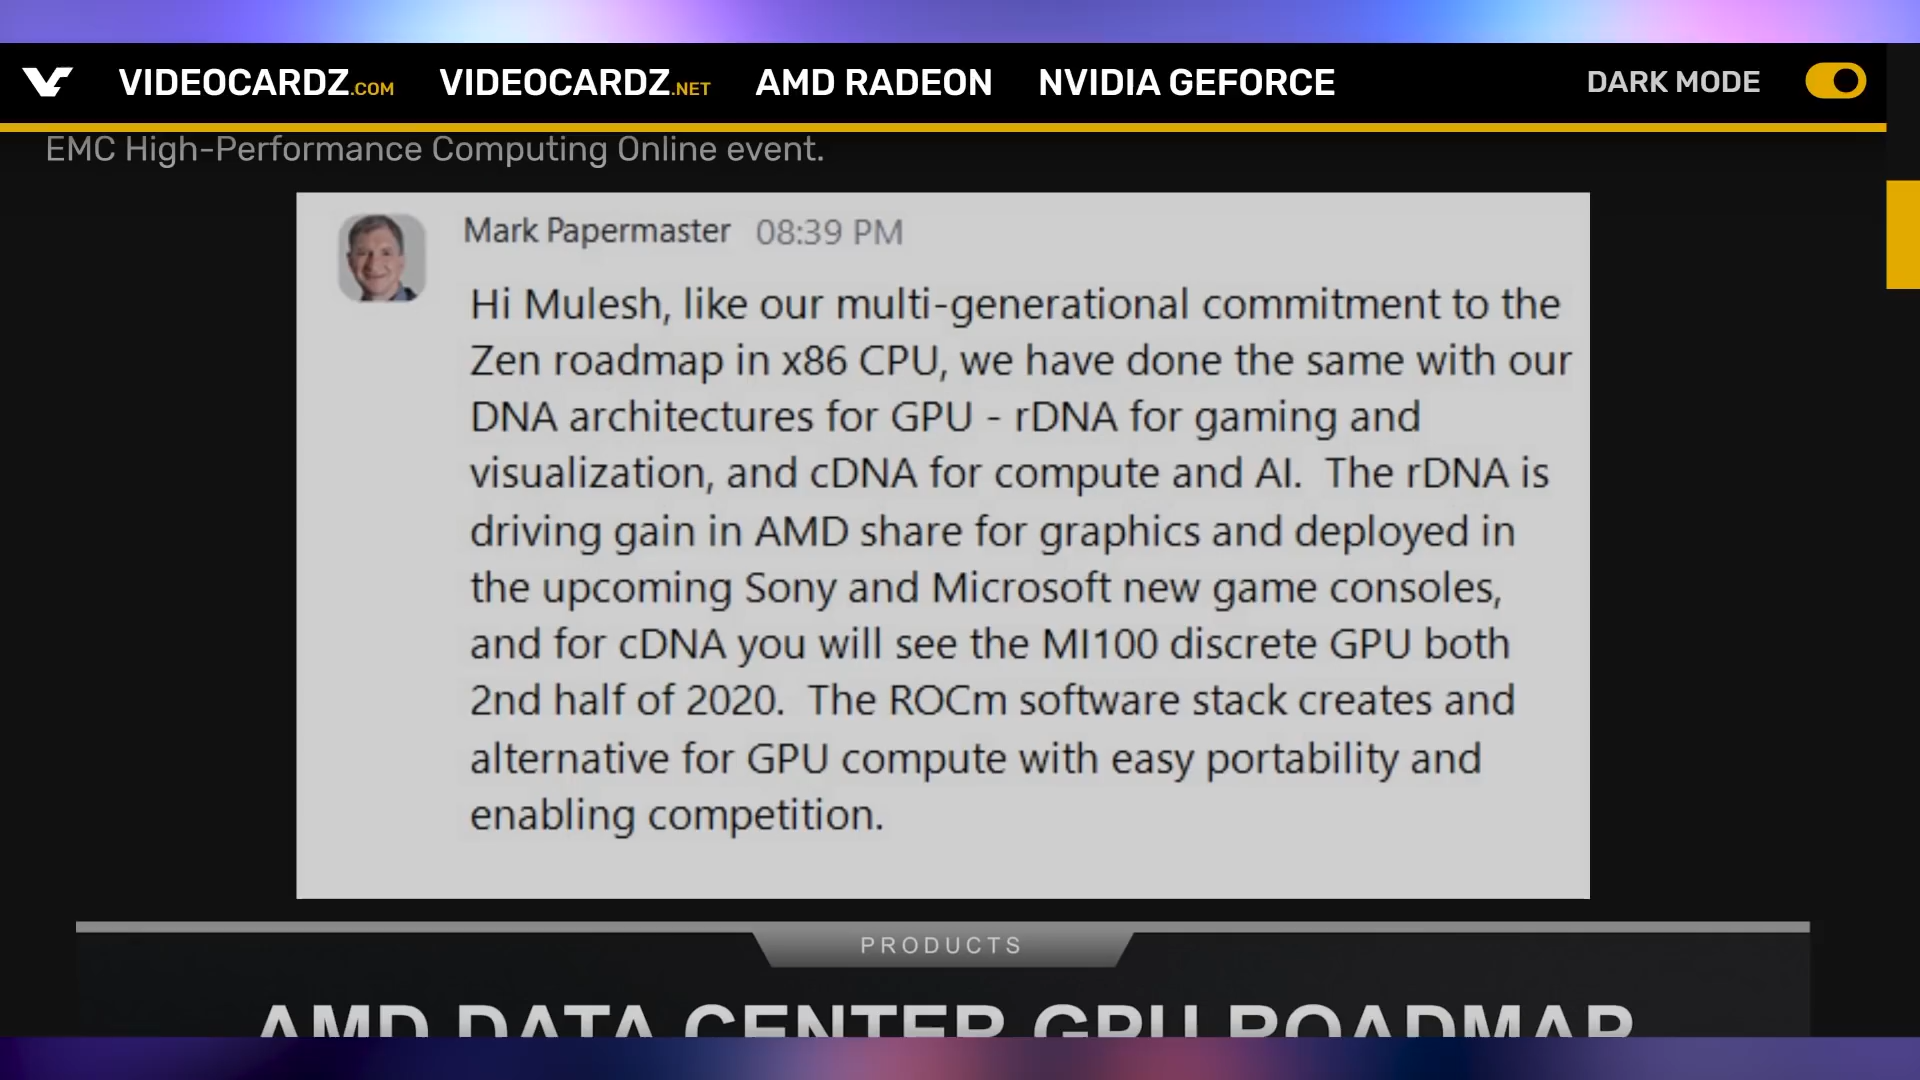 VIDEOCARDZ.COM VIDEOCARDZ.NET AMD RADEON NVIDIA GEFORCE DARK MODE
EMC High-Performance Computing Online event.
Mark Papermaster 08:39 PM
Hi Mulesh, like our multi-generational commitment to the
Zen roadmap in x86 CPU, we have done the same with our
DNA architectures for GPU - rDNA for gaming and
visualization, and cDNA for compute and AI.  The rDNA is
driving gain in AMD share for graphics and deployed in
the upcoming Sony and Microsoft new game consoles,
and for cDNA you will see the MI100 discrete GPU both
2nd half of 2020.  The ROCm software stack creates and
alternative for GPU compute with easy portability and
enabling competition.
PRODUCTS
AMD DATA CENTER GPU ROADMAP